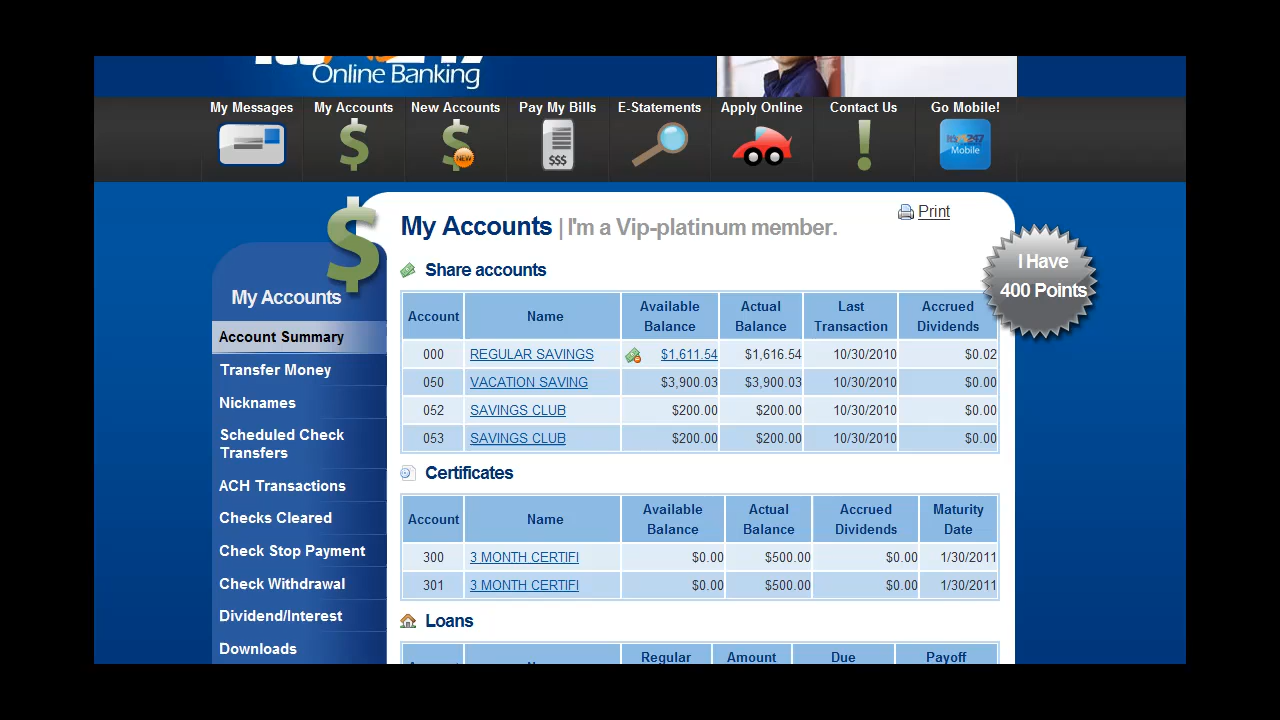 Online Banking
My Messages My Accounts New Accounts Pay My Bills E-Statements Apply Online Contact Us Go Mobile!
NEW
$$$
Mobile
Print
My Accounts | I'm a Vip-platinum member.
I Have
400 Points
My Accounts
Account Summary
Transfer Money
Nicknames
Scheduled Check
Transfers
ACH Transactions
Checks Cleared
Check Stop Payment
Check Withdrawal
Dividend/Interest
Downloads
Share accounts
Account Name Available Balance Actual Balance Last Transaction Accrued Dividends
000 REGULAR SAVINGS $1,611.54 $1,616.54 10/30/2010 $0.02
050 VACATION SAVING $3,900.03 $3,900.03 10/30/2010 $0.00
052 SAVINGS CLUB $200.00 $200.00 10/30/2010 $0.00
053 SAVINGS CLUB $200.00 $200.00 10/30/2010 $0.00
Certificates
Account Name Available Balance Actual Balance Accrued Dividends Maturity Date
300 3 MONTH CERTIFI $0.00 $500.00 $0.00 1/30/2011
301 3 MONTH CERTIFI $0.00 $500.00 $0.00 1/30/2011
Loans
Regular Amount Due Payoff